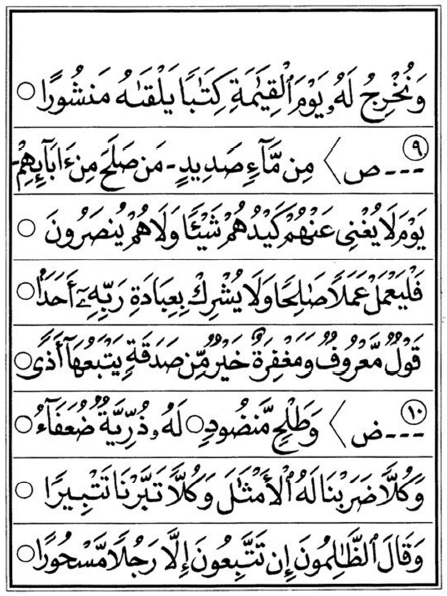 وَنُخْرِجُ لَهُۥ يَوْمَ ٱلْقِيَٰمَةِ كِتَٰبًا يَلْقَىٰهُ مَنشُورًا ○
٩ --- ص ⟩ مِن مَّآءٍ صَدِيدٍ - مَن صَلَحَ مِنْ ءَابَآئِهِمْ -
يَوْمَ لَا يُغْنِى عَنْهُمْ كَيْدُهُمْ شَيْـًٔا وَلَا هُمْ يُنصَرُونَ ○
فَلْيَعْمَلْ عَمَلًا صَٰلِحًا وَلَا يُشْرِكْ بِعِبَادَةِ رَبِّهِۦٓ أَحَدًۢا ○
قَوْلٌ مَّعْرُوفٌ وَمَغْفِرَةٌ خَيْرٌ مِّن صَدَقَةٍ يَتْبَعُهَآ أَذًى ○
١٠ --- ض ⟩ وَطَلْحٍ مَّنضُودٍ ○ لَهُۥ ذُرِّيَّةٌ ضُعَفَآءُ ○
وَكُلًّا ضَرَبْنَا لَهُ ٱلْأَمْثَٰلَ وَكُلًّا تَبَّرْنَا تَتْبِيرًا ○
وَقَالَ ٱلظَّٰلِمُونَ إِن تَتَّبِعُونَ إِلَّا رَجُلًا مَّسْحُورًا ○